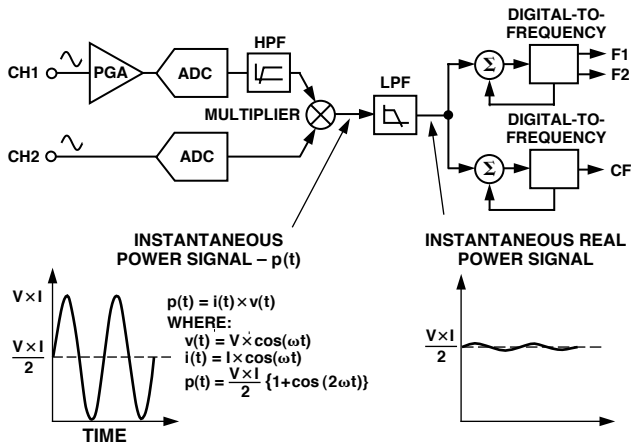 DIGITAL-TO-
FREQUENCY
HPF
F1
CH1
PGA
ADC
LPF
Σ
F2
MULTIPLIER
DIGITAL-TO-
FREQUENCY
CH2
ADC
Σ
CF
INSTANTANEOUS
POWER SIGNAL – p(t)
INSTANTANEOUS REAL
POWER SIGNAL
V × I
p(t) = i(t) × v(t)
WHERE:
v(t) = V × cos(ωt)
i(t) = I × cos(ωt)
p(t) = V × I / 2 {1+cos (2ωt)}
V × I
2
V × I
2
TIME